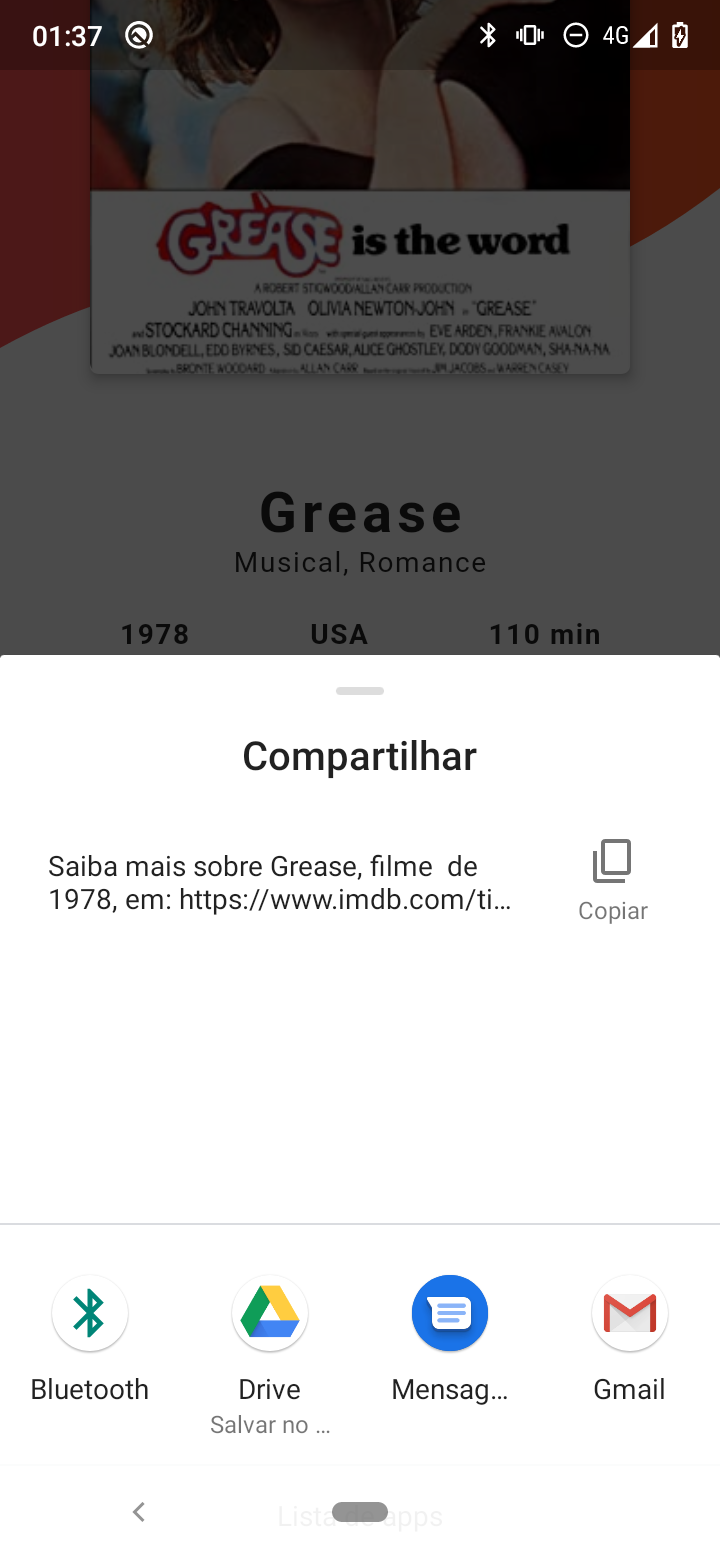 01:37
4G
GREASE is the word
A ROBERT STIGWOOD/ALLAN CARR PRODUCTION
JOHN TRAVOLTA OLIVIA NEWTON-JOHN in "GREASE"
and STOCKARD CHANNING as Rizzo with special guest appearances by EVE ARDEN, FRANKIE AVALON
JOAN BLONDELL, EDD BYRNES, SID CAESAR, ALICE GHOSTLEY, DODY GOODMAN, SHA-NA-NA
BRONTE WOODARD ALLAN CARR JIM JACOBS and WARREN CASEY
Grease
Musical, Romance
1978 USA 110 min
Compartilhar
Saiba mais sobre Grease, filme  de
1978, em: https://www.imdb.com/ti…
Copiar
Bluetooth Drive Mensag… Gmail
Salvar no …
Lista de apps